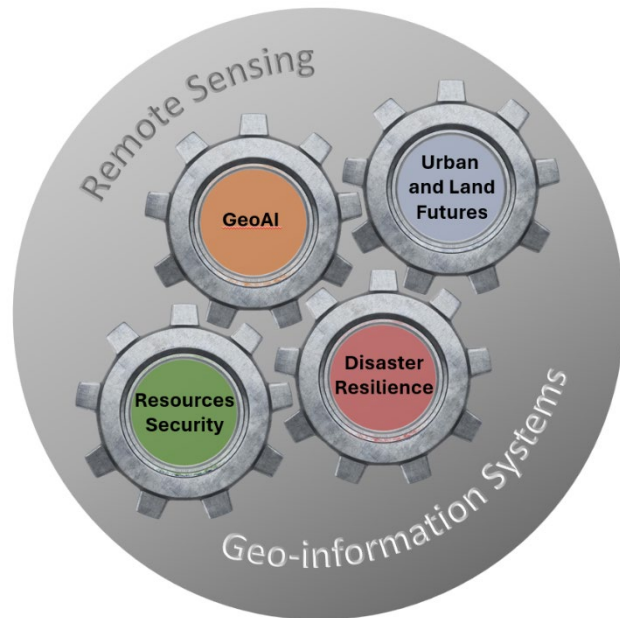 Remote Sensing
Urban
and Land
Futures
GeoAI
Disaster
Resilience
Resources
Security
Geo-information Systems